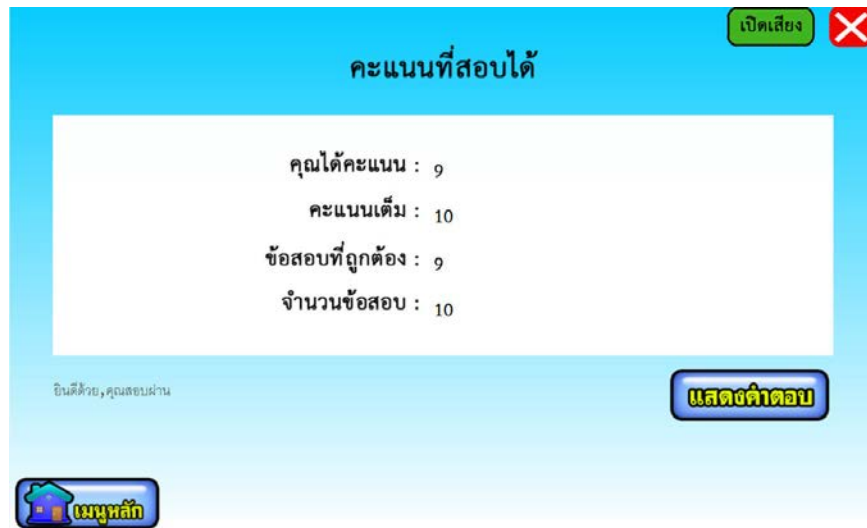 เปิดเสียง
คะแนนที่สอบได้
คุณได้คะแนน : 9
คะแนนเต็ม : 10
ข้อสอบที่ถูกต้อง : 9
จำนวนข้อสอบ : 10
ยินดีด้วย,คุณสอบผ่าน
แสดงคำตอบ
เมนูหลัก